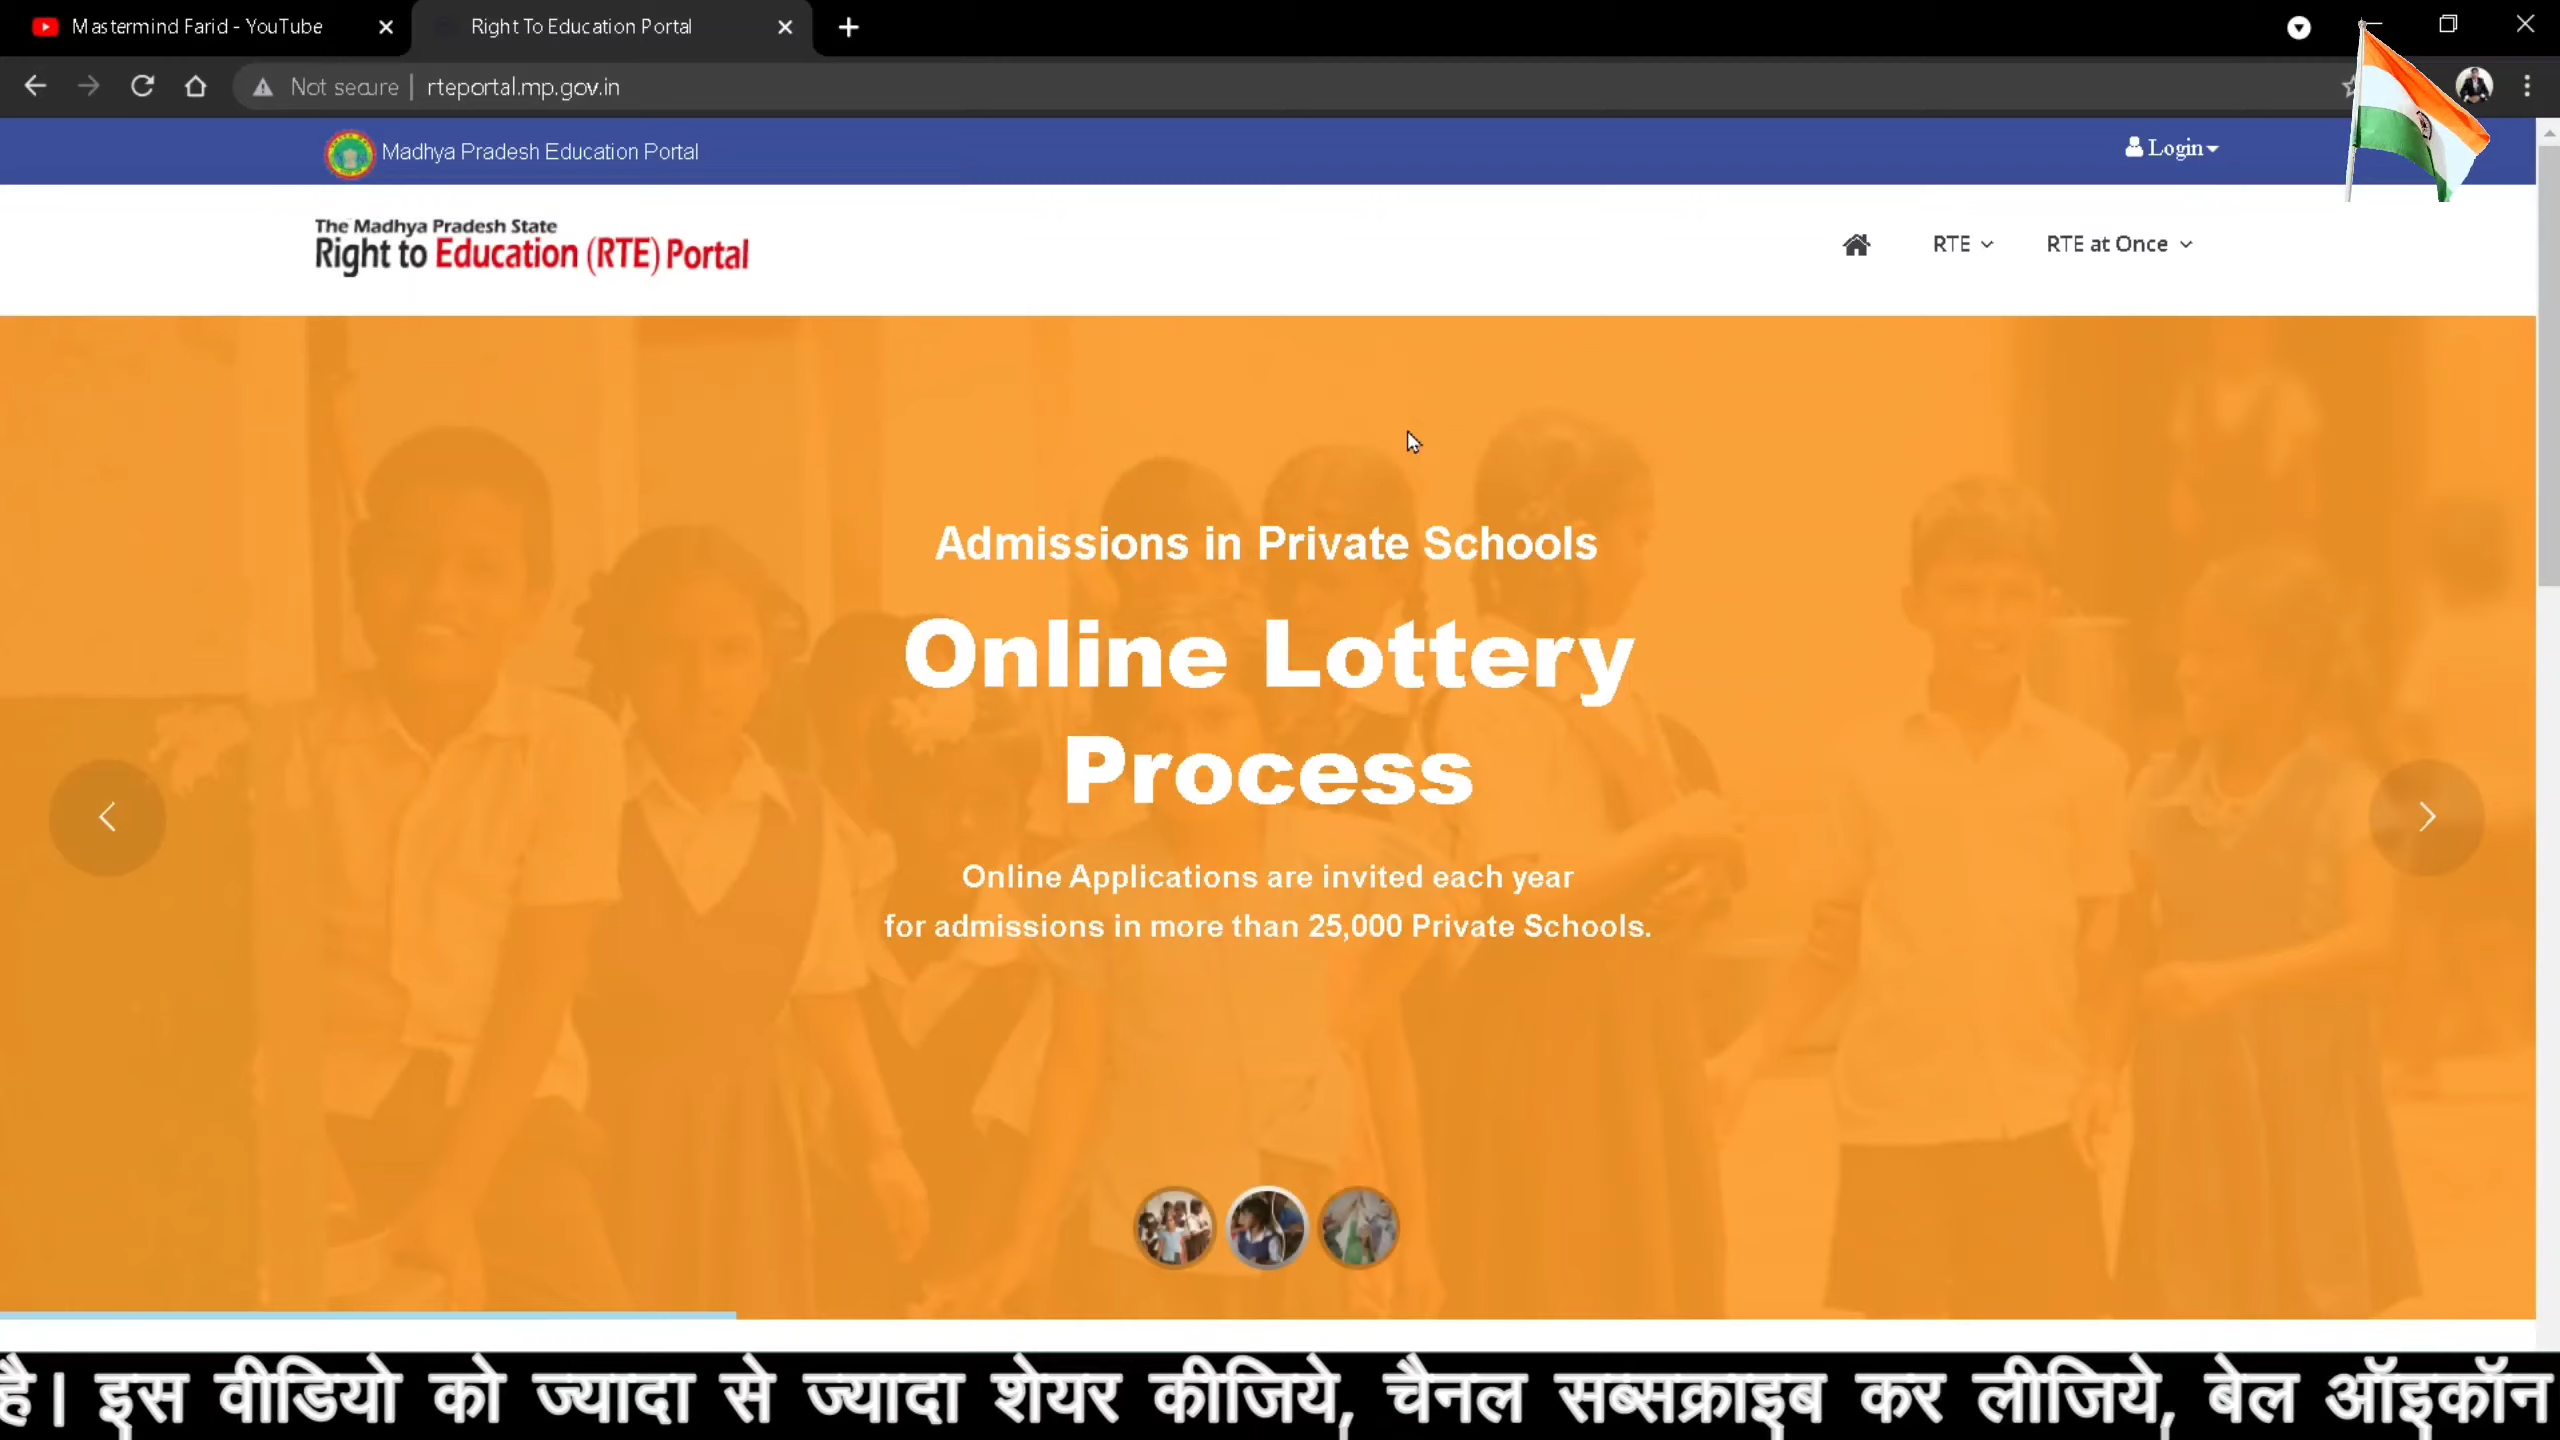 Mastermind Farid - YouTube
Right To Education Portal
Not secure
rteportal.mp.gov.in
Madhya Pradesh Education Portal
Login
The Madhya Pradesh State
Right to Education (RTE) Portal
RTE
RTE at Once
Admissions in Private Schools
Online Lottery
Process
Online Applications are invited each year
for admissions in more than 25,000 Private Schools.
है। इस वीडियो को ज्यादा से ज्यादा शेयर कीजिये, चैनल सब्सक्राइब कर लीजिये, बेल ऑइकॉन